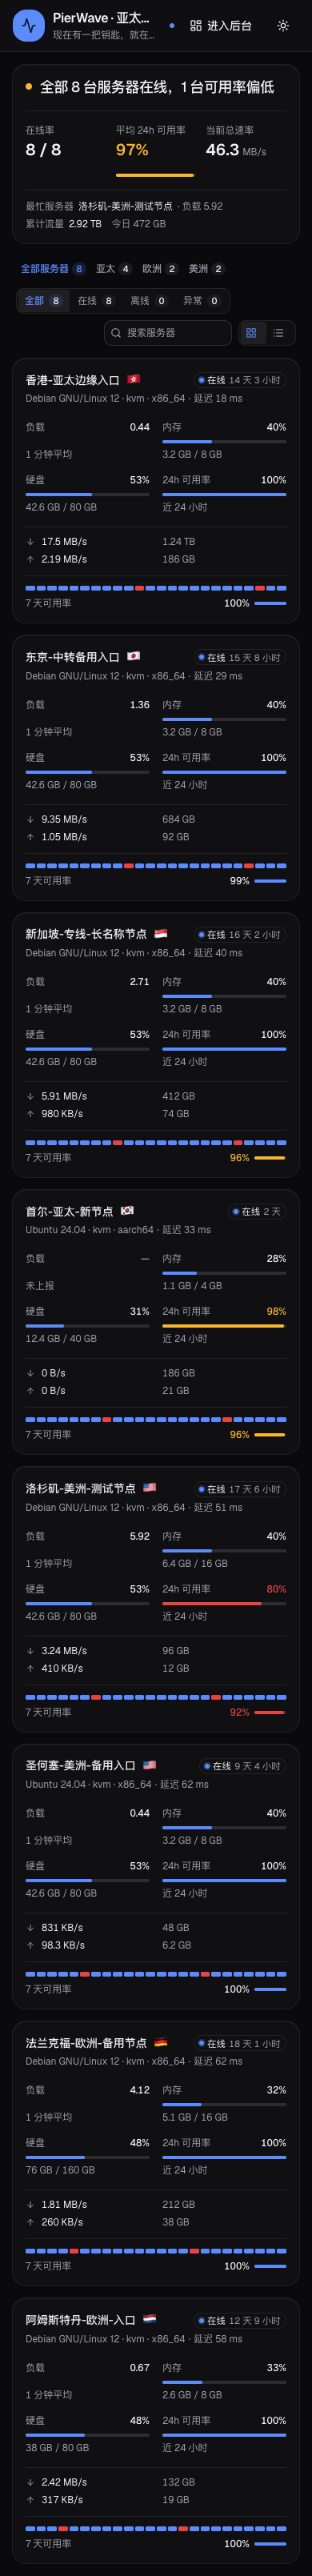 PierWave · 亚太...
现在有一把钥匙，就在...
进入后台
全部 8 台服务器在线，1 台可用率偏低
在线率 平均 24h 可用率 当前总速率
8 / 8 97% 46.3 MB/s
最忙服务器 洛杉矶-美洲-测试节点 · 负载 5.92
累计流量 2.92 TB 今日 472 GB
全部服务器 8 亚太 4 欧洲 2 美洲 2
全部 8 在线 8 离线 0 异常 0
搜索服务器
香港-亚太边缘入口 在线 14 天 3 小时
Debian GNU/Linux 12 · kvm · x86_64 · 延迟 18 ms
负载 0.44 内存 40%
1 分钟平均 3.2 GB / 8 GB
硬盘 53% 24h 可用率 100%
42.6 GB / 80 GB 近 24 小时
↓ 17.5 MB/s 1.24 TB
↑ 2.19 MB/s 186 GB
7 天可用率 100%
东京-中转备用入口 在线 15 天 8 小时
Debian GNU/Linux 12 · kvm · x86_64 · 延迟 29 ms
负载 1.36 内存 40%
1 分钟平均 3.2 GB / 8 GB
硬盘 53% 24h 可用率 100%
42.6 GB / 80 GB 近 24 小时
↓ 9.35 MB/s 684 GB
↑ 1.05 MB/s 92 GB
7 天可用率 99%
新加坡-专线-长名称节点 在线 16 天 2 小时
Debian GNU/Linux 12 · kvm · x86_64 · 延迟 40 ms
负载 2.71 内存 40%
1 分钟平均 3.2 GB / 8 GB
硬盘 53% 24h 可用率 100%
42.6 GB / 80 GB 近 24 小时
↓ 5.91 MB/s 412 GB
↑ 980 KB/s 74 GB
7 天可用率 96%
首尔-亚太-新节点 在线 2 天
Ubuntu 24.04 · kvm · aarch64 · 延迟 33 ms
负载 — 内存 28%
未上报 1.1 GB / 4 GB
硬盘 31% 24h 可用率 98%
12.4 GB / 40 GB 近 24 小时
↓ 0 B/s 186 GB
↑ 0 B/s 21 GB
7 天可用率 96%
洛杉矶-美洲-测试节点 在线 17 天 6 小时
Debian GNU/Linux 12 · kvm · x86_64 · 延迟 51 ms
负载 5.92 内存 40%
1 分钟平均 6.4 GB / 16 GB
硬盘 53% 24h 可用率 80%
42.6 GB / 80 GB 近 24 小时
↓ 3.24 MB/s 96 GB
↑ 410 KB/s 12 GB
7 天可用率 92%
圣何塞-美洲-备用入口 在线 9 天 4 小时
Ubuntu 24.04 · kvm · x86_64 · 延迟 62 ms
负载 0.44 内存 40%
1 分钟平均 3.2 GB / 8 GB
硬盘 53% 24h 可用率 100%
42.6 GB / 80 GB 近 24 小时
↓ 831 KB/s 48 GB
↑ 98.3 KB/s 6.2 GB
7 天可用率 100%
法兰克福-欧洲-备用节点 在线 18 天 1 小时
Debian GNU/Linux 12 · kvm · x86_64 · 延迟 62 ms
负载 4.12 内存 32%
1 分钟平均 5.1 GB / 16 GB
硬盘 48% 24h 可用率 100%
76 GB / 160 GB 近 24 小时
↓ 1.81 MB/s 212 GB
↑ 260 KB/s 38 GB
7 天可用率 100%
阿姆斯特丹-欧洲-入口 在线 12 天 9 小时
Debian GNU/Linux 12 · kvm · x86_64 · 延迟 58 ms
负载 0.67 内存 33%
1 分钟平均 2.6 GB / 8 GB
硬盘 48% 24h 可用率 100%
38 GB / 80 GB 近 24 小时
↓ 2.42 MB/s 132 GB
↑ 317 KB/s 19 GB
7 天可用率 100%